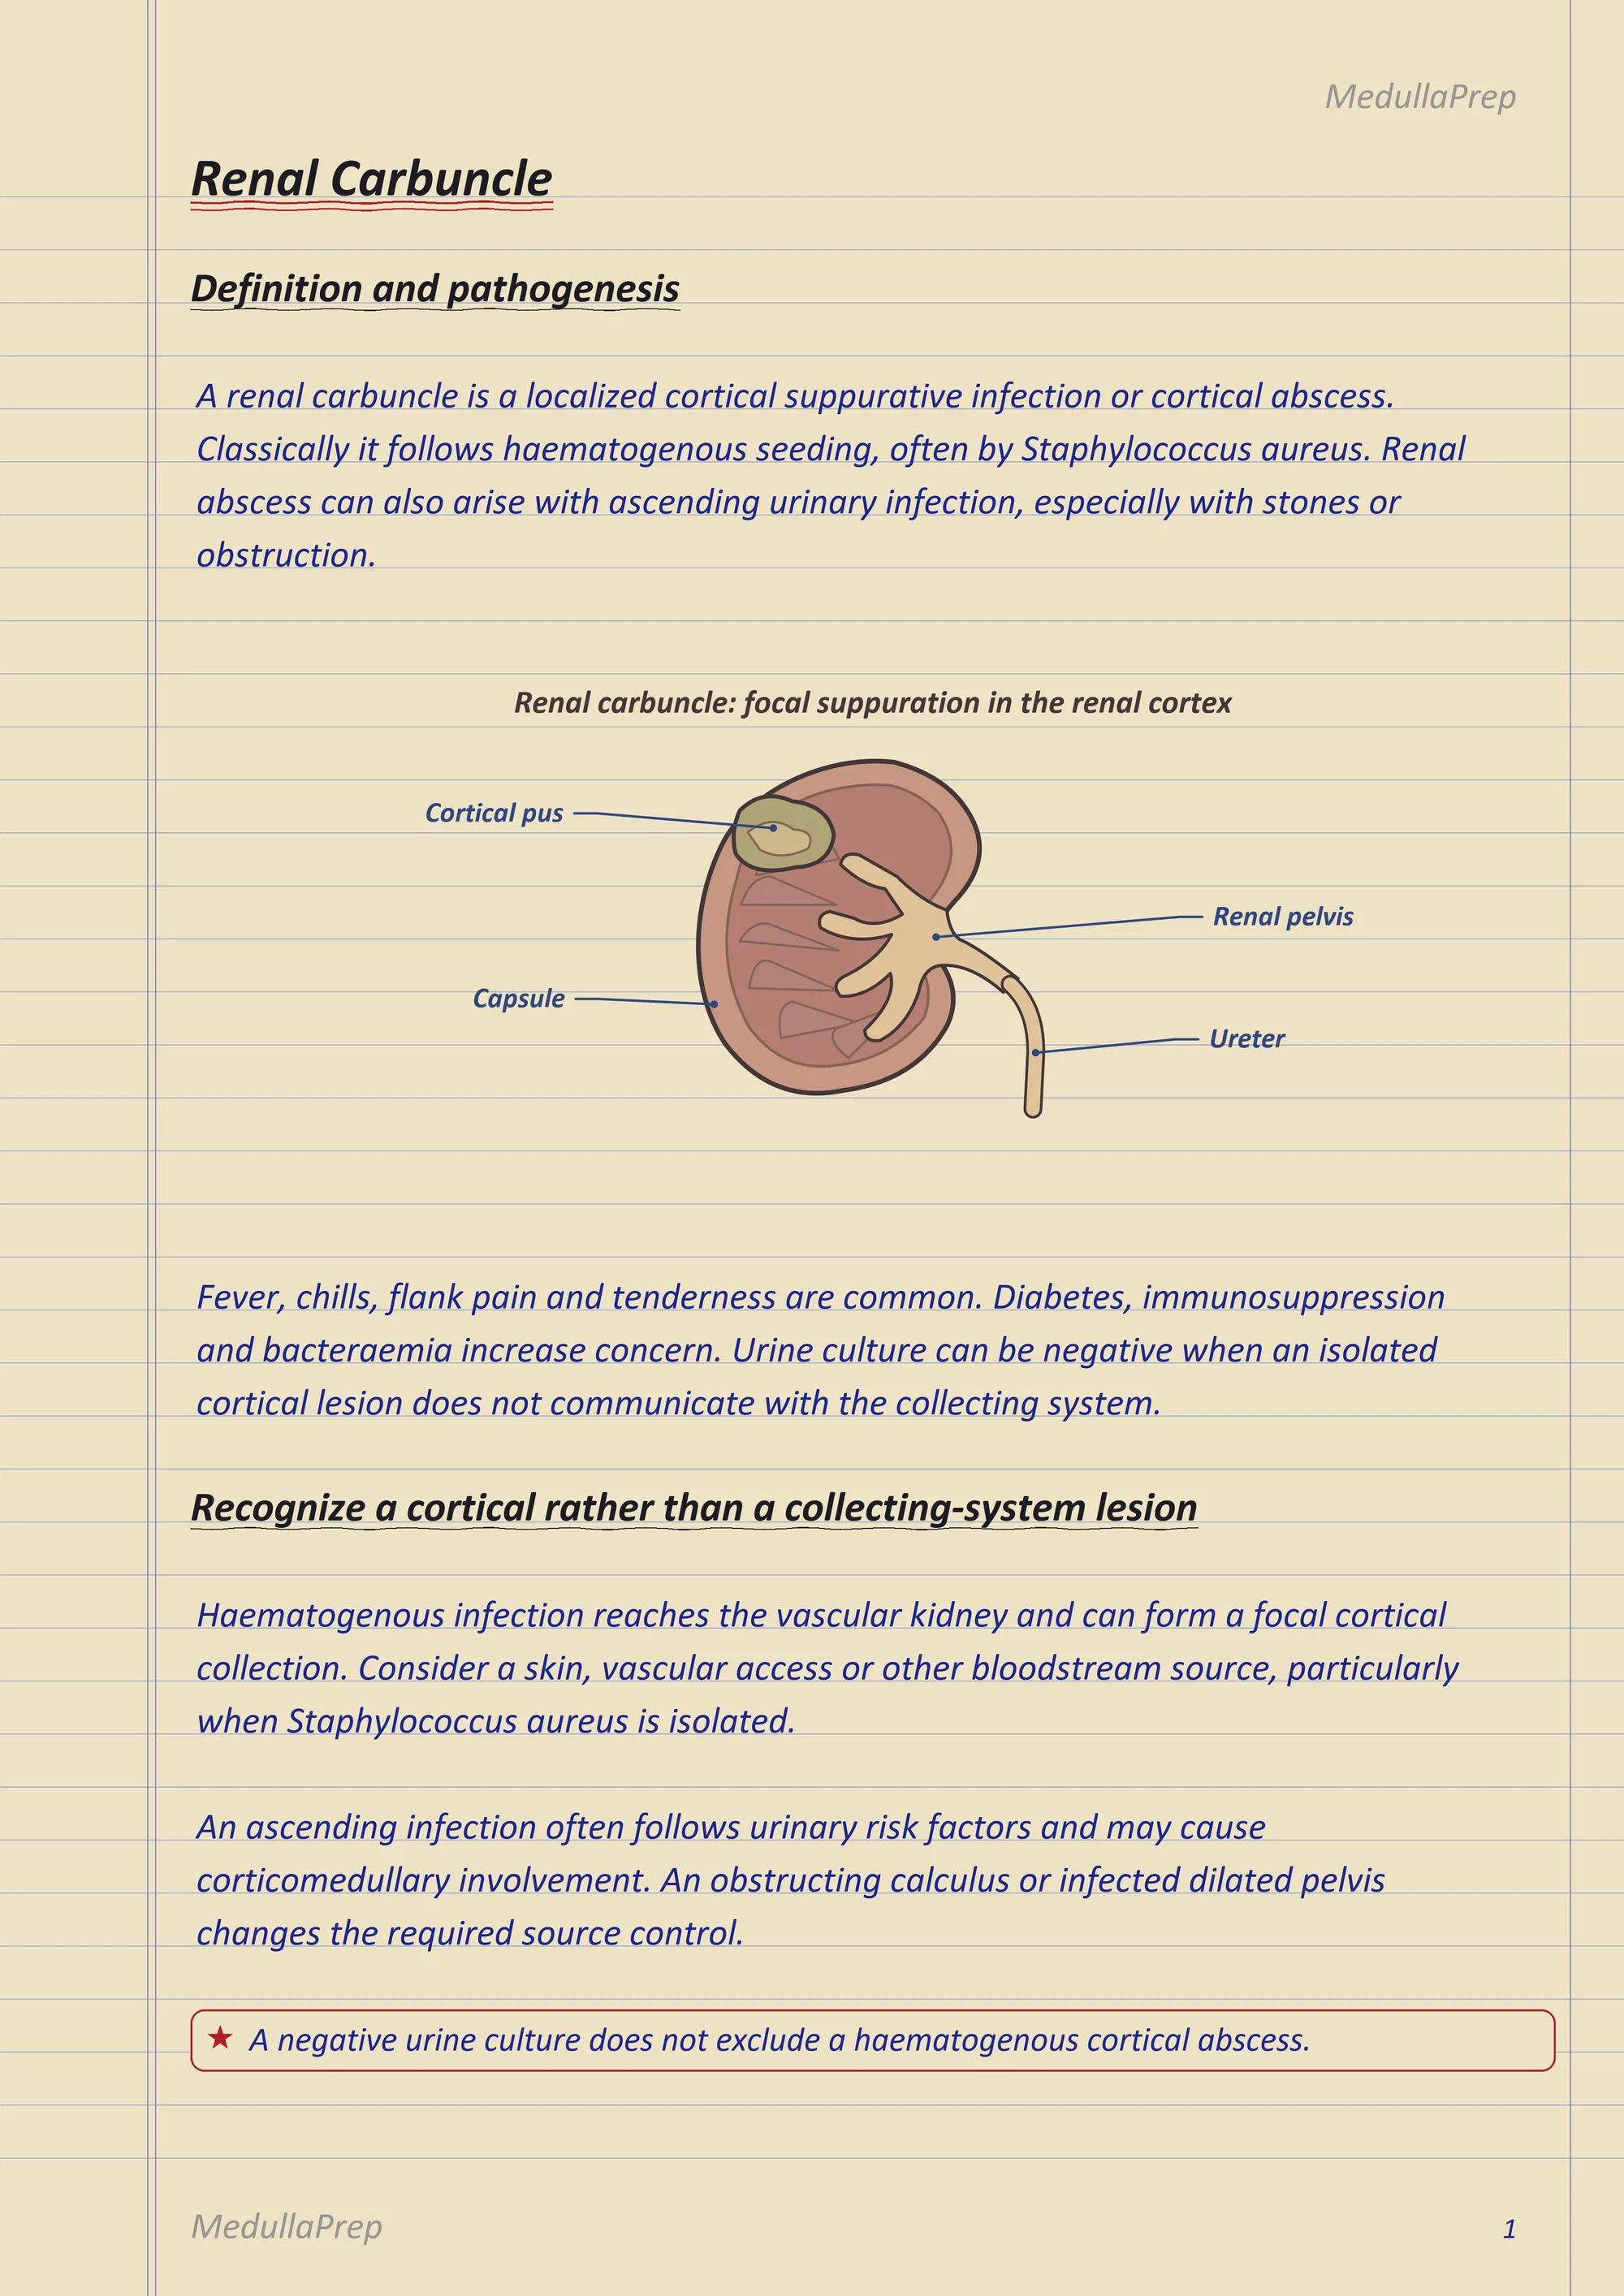 MedullaPrep
Renal Carbuncle
Definition and pathogenesis
A renal carbuncle is a localized cortical suppurative infection or cortical abscess.
Classically it follows haematogenous seeding, often by Staphylococcus aureus. Renal
abscess can also arise with ascending urinary infection, especially with stones or
obstruction.
Renal carbuncle: focal suppuration in the renal cortex
Cortical pus
Renal pelvis
Capsule
Ureter
Fever, chills, flank pain and tenderness are common. Diabetes, immunosuppression
and bacteraemia increase concern. Urine culture can be negative when an isolated
cortical lesion does not communicate with the collecting system.
Recognize a cortical rather than a collecting-system lesion
Haematogenous infection reaches the vascular kidney and can form a focal cortical
collection. Consider a skin, vascular access or other bloodstream source, particularly
when Staphylococcus aureus is isolated.
An ascending infection often follows urinary risk factors and may cause
corticomedullary involvement. An obstructing calculus or infected dilated pelvis
changes the required source control.
★ A negative urine culture does not exclude a haematogenous cortical abscess.
MedullaPrep
1